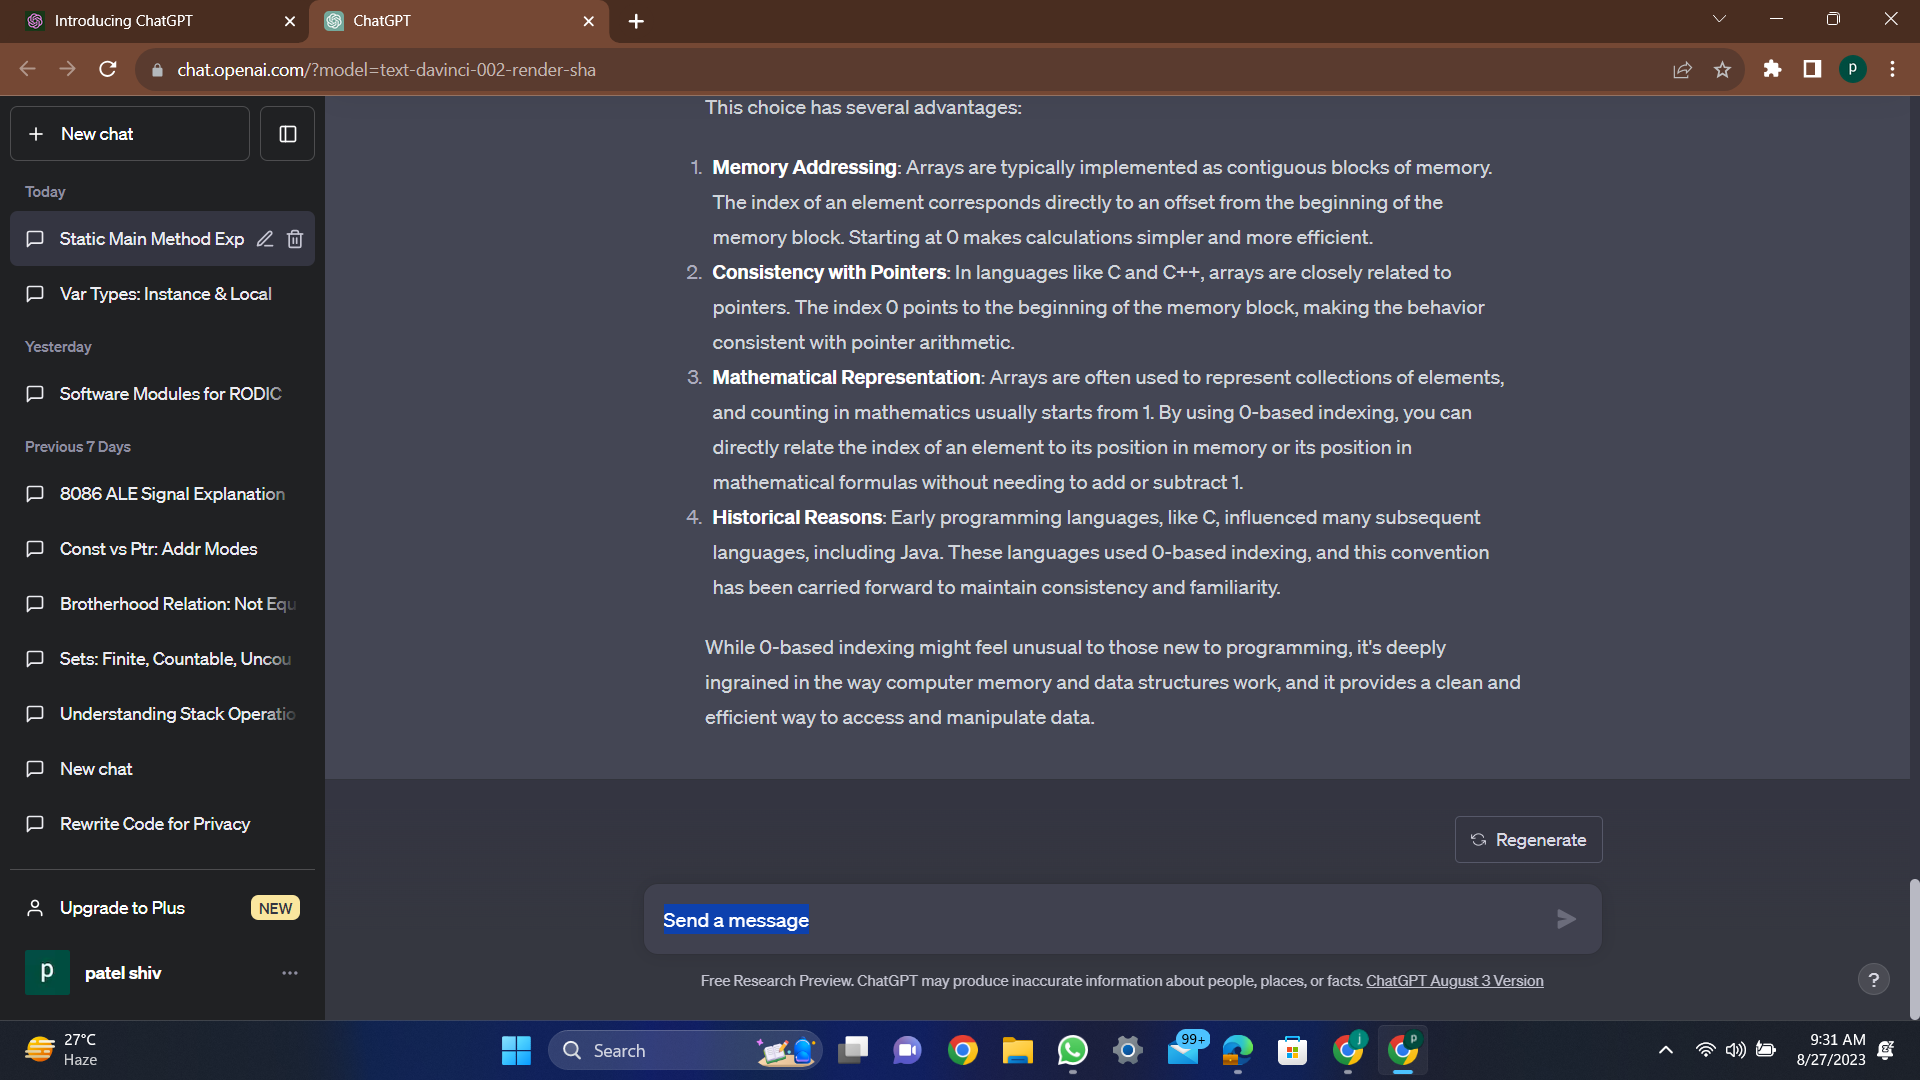 Introducing ChatGPT
ChatGPT
chat.openai.com/?model=text-davinci-002-render-sha
p
New chat
Today
Static Main Method Exp
Var Types: Instance & Local
Yesterday
Software Modules for RODIC
Previous 7 Days
8086 ALE Signal Explanation
Const vs Ptr: Addr Modes
Brotherhood Relation: Not Equ
Sets: Finite, Countable, Uncou
Understanding Stack Operatio
New chat
Rewrite Code for Privacy
Upgrade to Plus NEW
p patel shiv
This choice has several advantages:
1. Memory Addressing: Arrays are typically implemented as contiguous blocks of memory.
The index of an element corresponds directly to an offset from the beginning of the
memory block. Starting at 0 makes calculations simpler and more efficient.
2. Consistency with Pointers: In languages like C and C++, arrays are closely related to
pointers. The index 0 points to the beginning of the memory block, making the behavior
consistent with pointer arithmetic.
3. Mathematical Representation: Arrays are often used to represent collections of elements,
and counting in mathematics usually starts from 1. By using 0-based indexing, you can
directly relate the index of an element to its position in memory or its position in
mathematical formulas without needing to add or subtract 1.
4. Historical Reasons: Early programming languages, like C, influenced many subsequent
languages, including Java. These languages used 0-based indexing, and this convention
has been carried forward to maintain consistency and familiarity.
While 0-based indexing might feel unusual to those new to programming, it's deeply
ingrained in the way computer memory and data structures work, and it provides a clean and
efficient way to access and manipulate data.
Regenerate
Send a message
Free Research Preview. ChatGPT may produce inaccurate information about people, places, or facts. ChatGPT August 3 Version
?
27°C
Haze
Search
99+
j
p
9:31 AM
8/27/2023